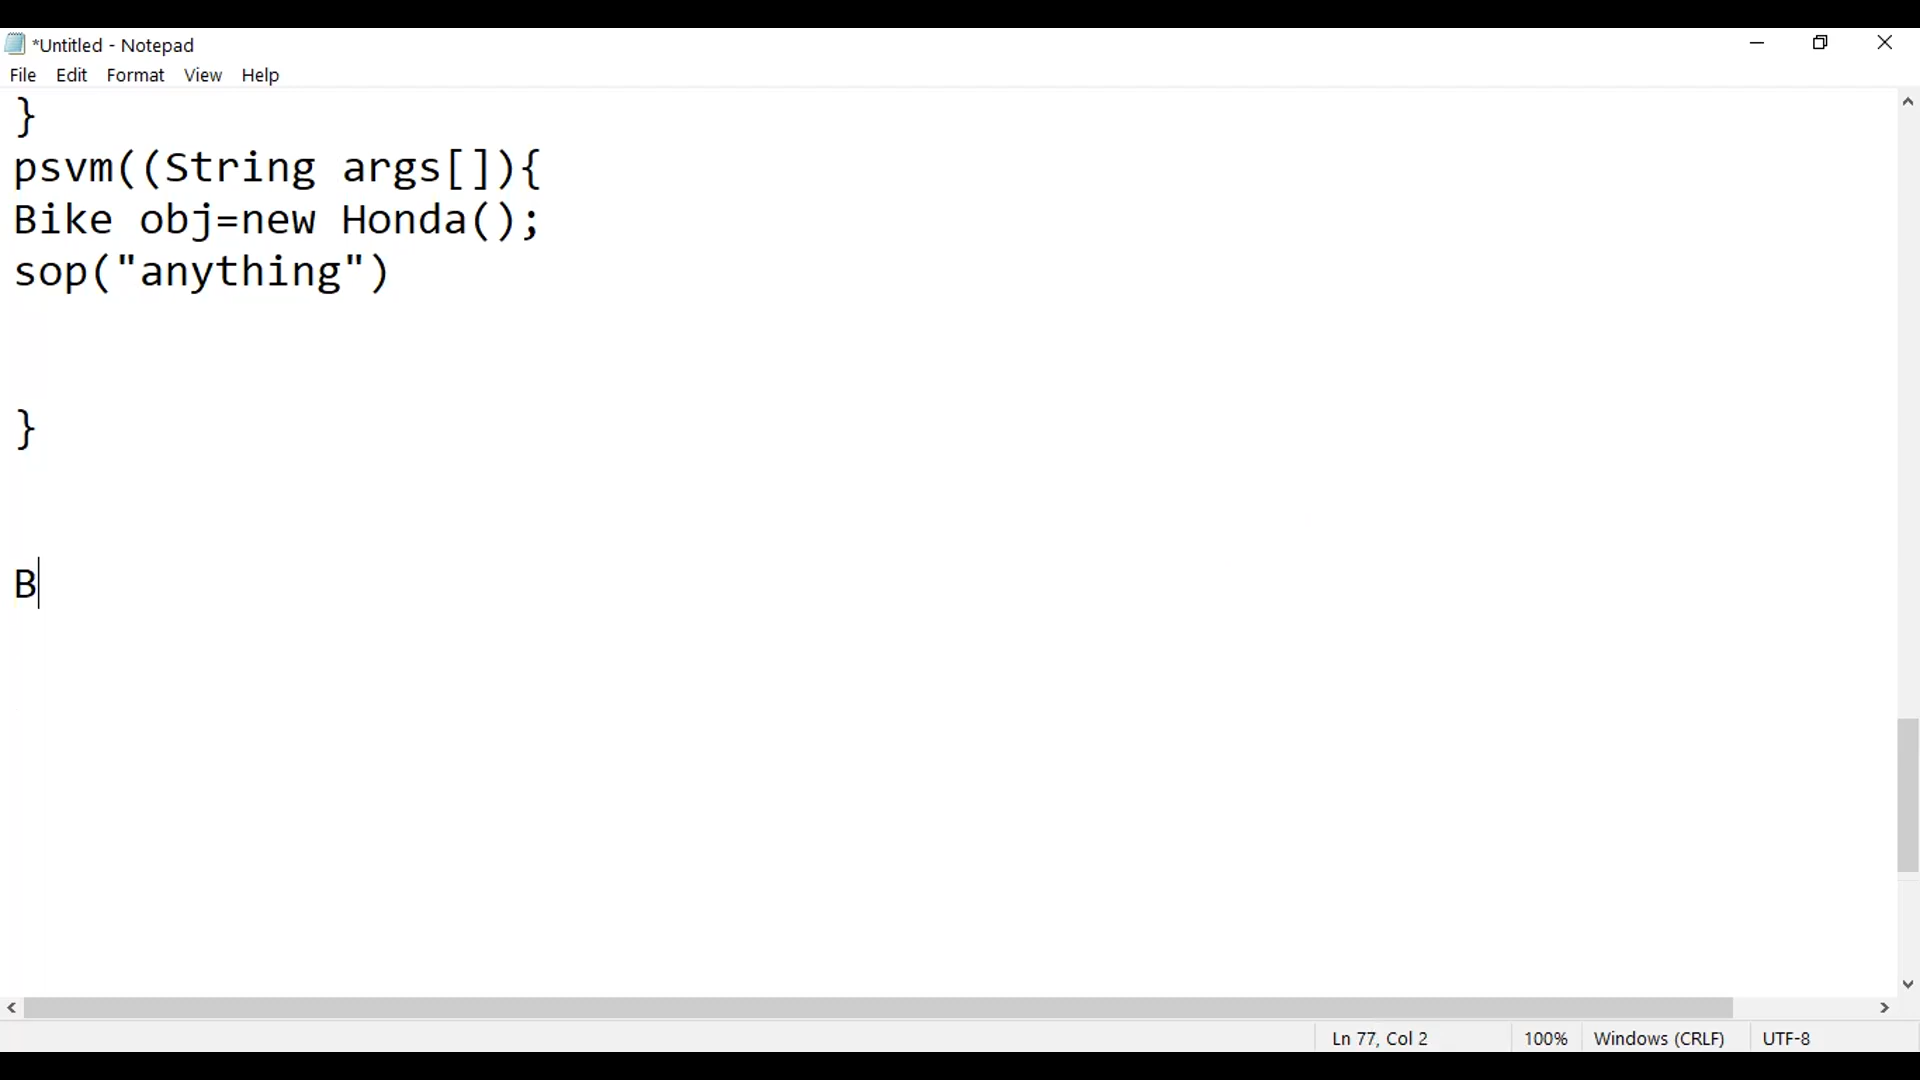 *Untitled - Notepad
File Edit Format View Help
}
psvm((String args[]){
Bike obj=new Honda();
sop("anything")
}
B
Ln 77, Col 2 100% Windows (CRLF) UTF-8